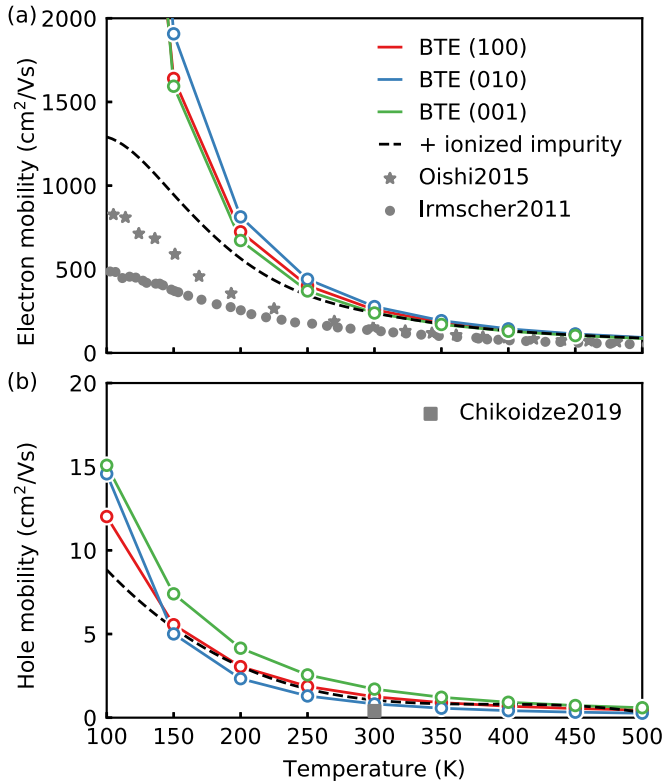 (a)
2000
1500
1000
500
0
Electron mobility (cm²/Vs)
BTE (100)
BTE (010)
BTE (001)
+ ionized impurity
Oishi2015
Irmscher2011
(b)
20
15
10
5
0
Hole mobility (cm²/Vs)
Chikoidze2019
100 150 200 250 300 350 400 450 500
Temperature (K)